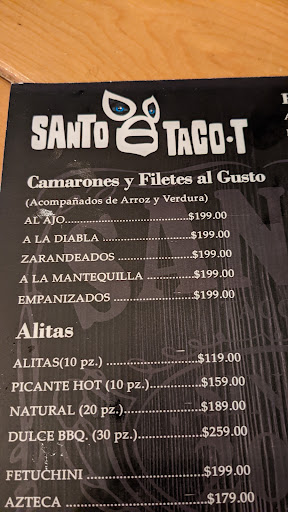 SANTO TACO-T
Camarones y Filetes al Gusto
(Acompañados de Arroz y Verdura)
AL AJO..............................$199.00
A LA DIABLA .....................$199.00
ZARANDEADOS ..................$199.00
A LA MANTEQUILLA ..........$199.00
EMPANIZADOS ..................$199.00
Alitas
ALITAS(10 pz.) .....................$119.00
PICANTE HOT (10 pz.)..........$159.00
NATURAL (20 pz.)................$189.00
DULCE BBQ. (30 pz.).............$259.00
FETUCHINI .........................$199.00
AZTECA ..............................$179.00